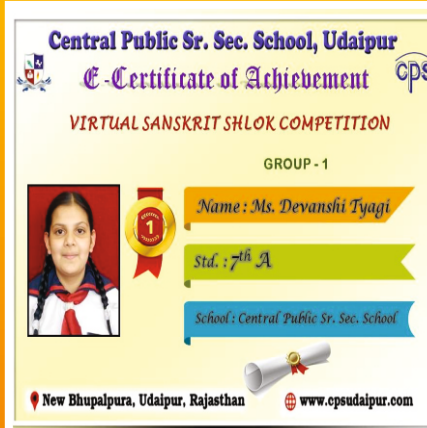 Central Public Sr. Sec. School, Udaipur
E-Certificate of Achievement
cps
VIRTUAL SANSKRIT SHLOK COMPETITION
GROUP - 1
1
Name : Ms. Devanshi Tyagi
Std. : 7th A
School : Central Public Sr. Sec. School
New Bhupalpura, Udaipur, Rajasthan
www.cpsudaipur.com